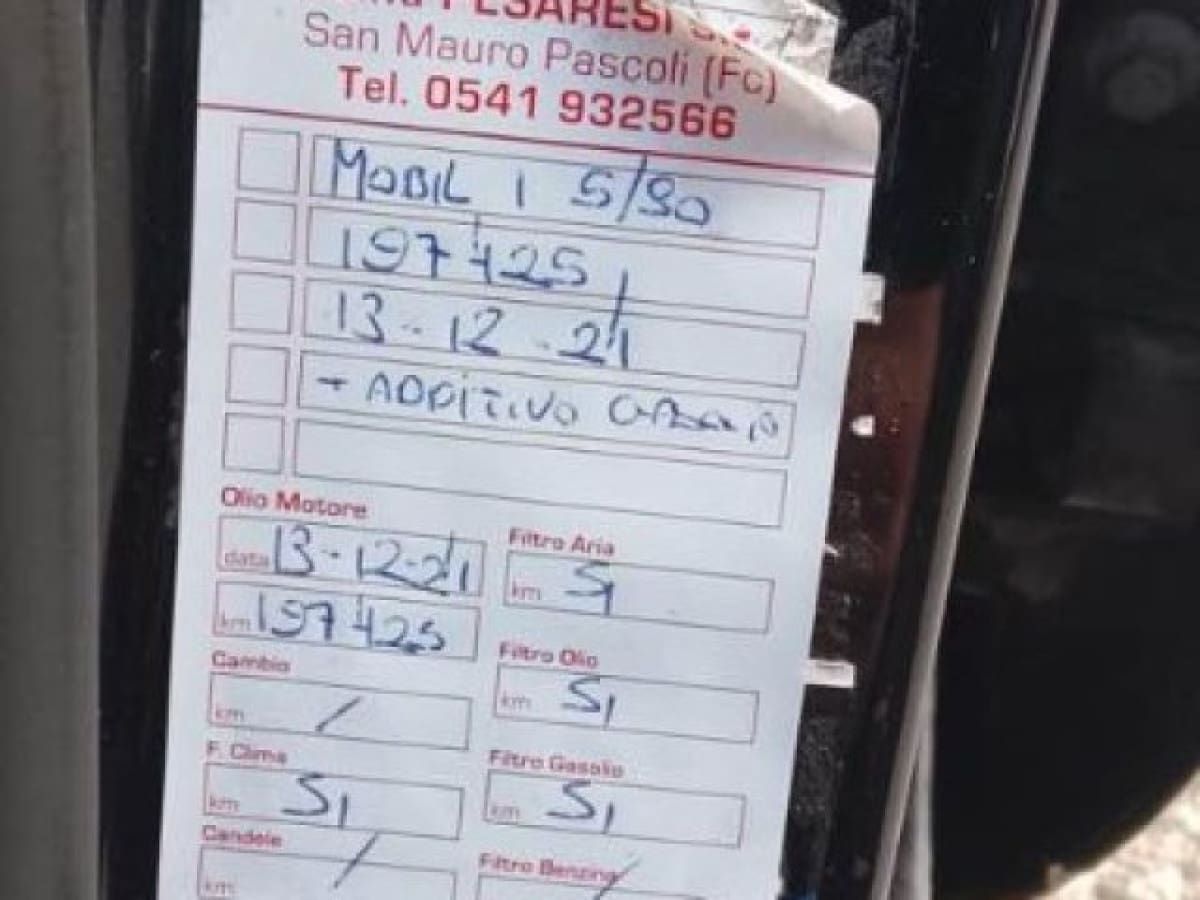 PESARESI
San Mauro Pascoli (Fc)
Tel. 0541 932566
MOBIL 1 5/30
197425
13-12-21
+ ADDITIVO
Olio Motore
data 13-12-21
km 197425
Cambio
km /
F. Clima
km SI
Candele
km /
Filtro Aria
km SI
Filtro Olio
km SI
Filtro Gasolio
km SI
Filtro Benzina
/